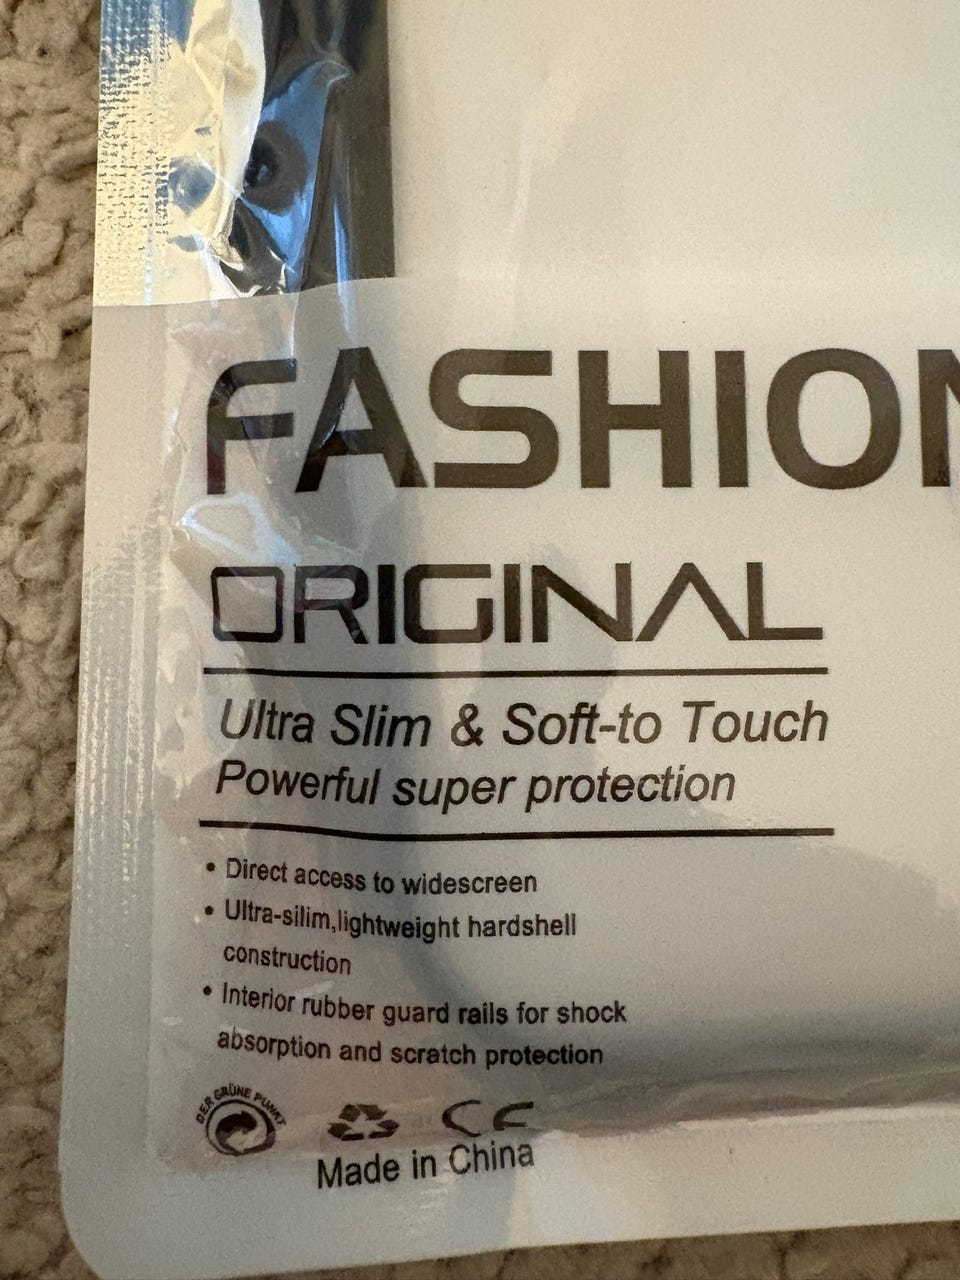 FASHION
ORIGINAL
Ultra Slim & Soft-to Touch
Powerful super protection
• Direct access to widescreen
• Ultra-silim,lightweight hardshell
construction
• Interior rubber guard rails for shock
absorption and scratch protection
DER GRÜNE PUNKT
CE
Made in China